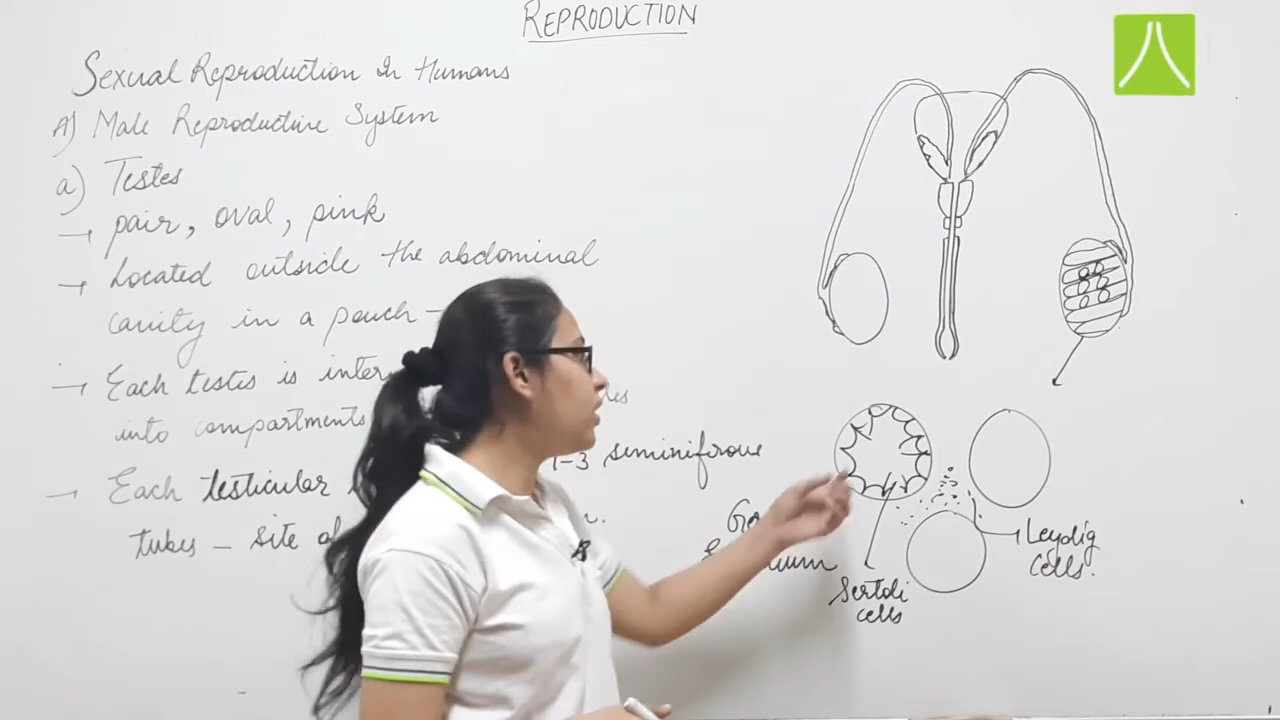 REPRODUCTION
Sexual Reproduction In Humans
A) Male Reproductive System
a) Testes
→ pair, oval, pink
→ Located outside the abdominal
cavity in a pouch -
→ Each testis is inter
into compartments
→ Each testicular 1-3 seminifirous
tubes - site of
Sertoli
cells
Leydig
Cells.